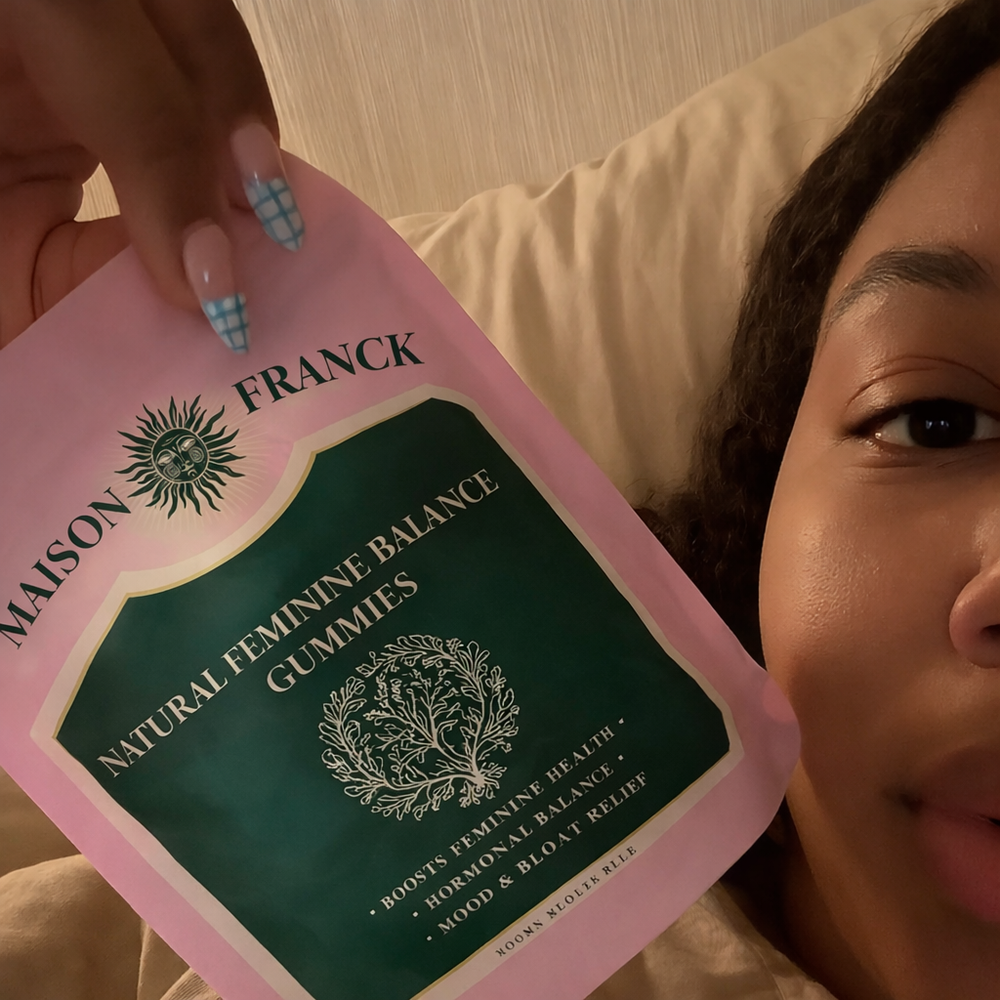 MAISON FRANCK
NATURAL FEMININE BALANCE
GUMMIES
· BOOSTS FEMININE HEALTH ·
· HORMONAL BALANCE ·
· MOOD & BLOAT RELIEF